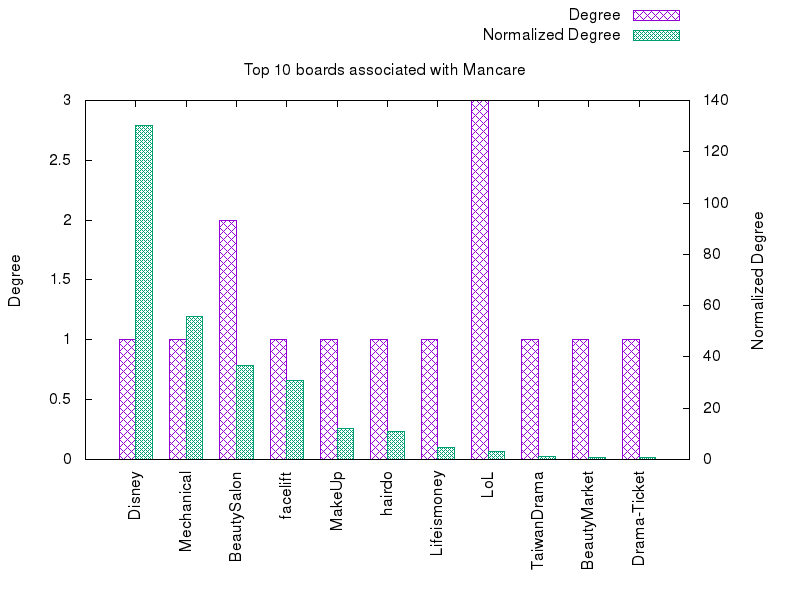 Degree
Normalized Degree
Top 10 boards associated with Mancare
3
2.5
2
1.5
1
0.5
0
140
120
100
80
60
40
20
0
Degree
Normalized Degree
Disney
Mechanical
BeautySalon
facelift
MakeUp
hairdo
Lifeismoney
LoL
TaiwanDrama
BeautyMarket
Drama-Ticket